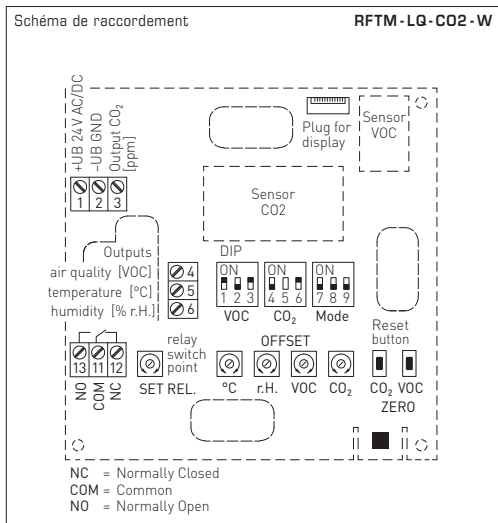 Schéma de raccordement RFTM-LQ-CO2-W
+UB 24V AC/DC
–UB GND
Output CO₂
[ppm]
1 2 3
Plug for
display
Sensor
VOC
Sensor
CO2
Outputs
air quality [VOC]
temperature [°C]
humidity [% r.H.]
4
5
6
DIP
ON ON ON
1 2 3 4 5 6 7 8 9
VOC CO₂ Mode
13 11 12
NO
COM
NC
relay
switch
point
SET REL.
OFFSET
°C r.H. VOC CO₂
Reset
button
CO₂ VOC
ZERO
NC = Normally Closed
COM = Common
NO = Normally Open